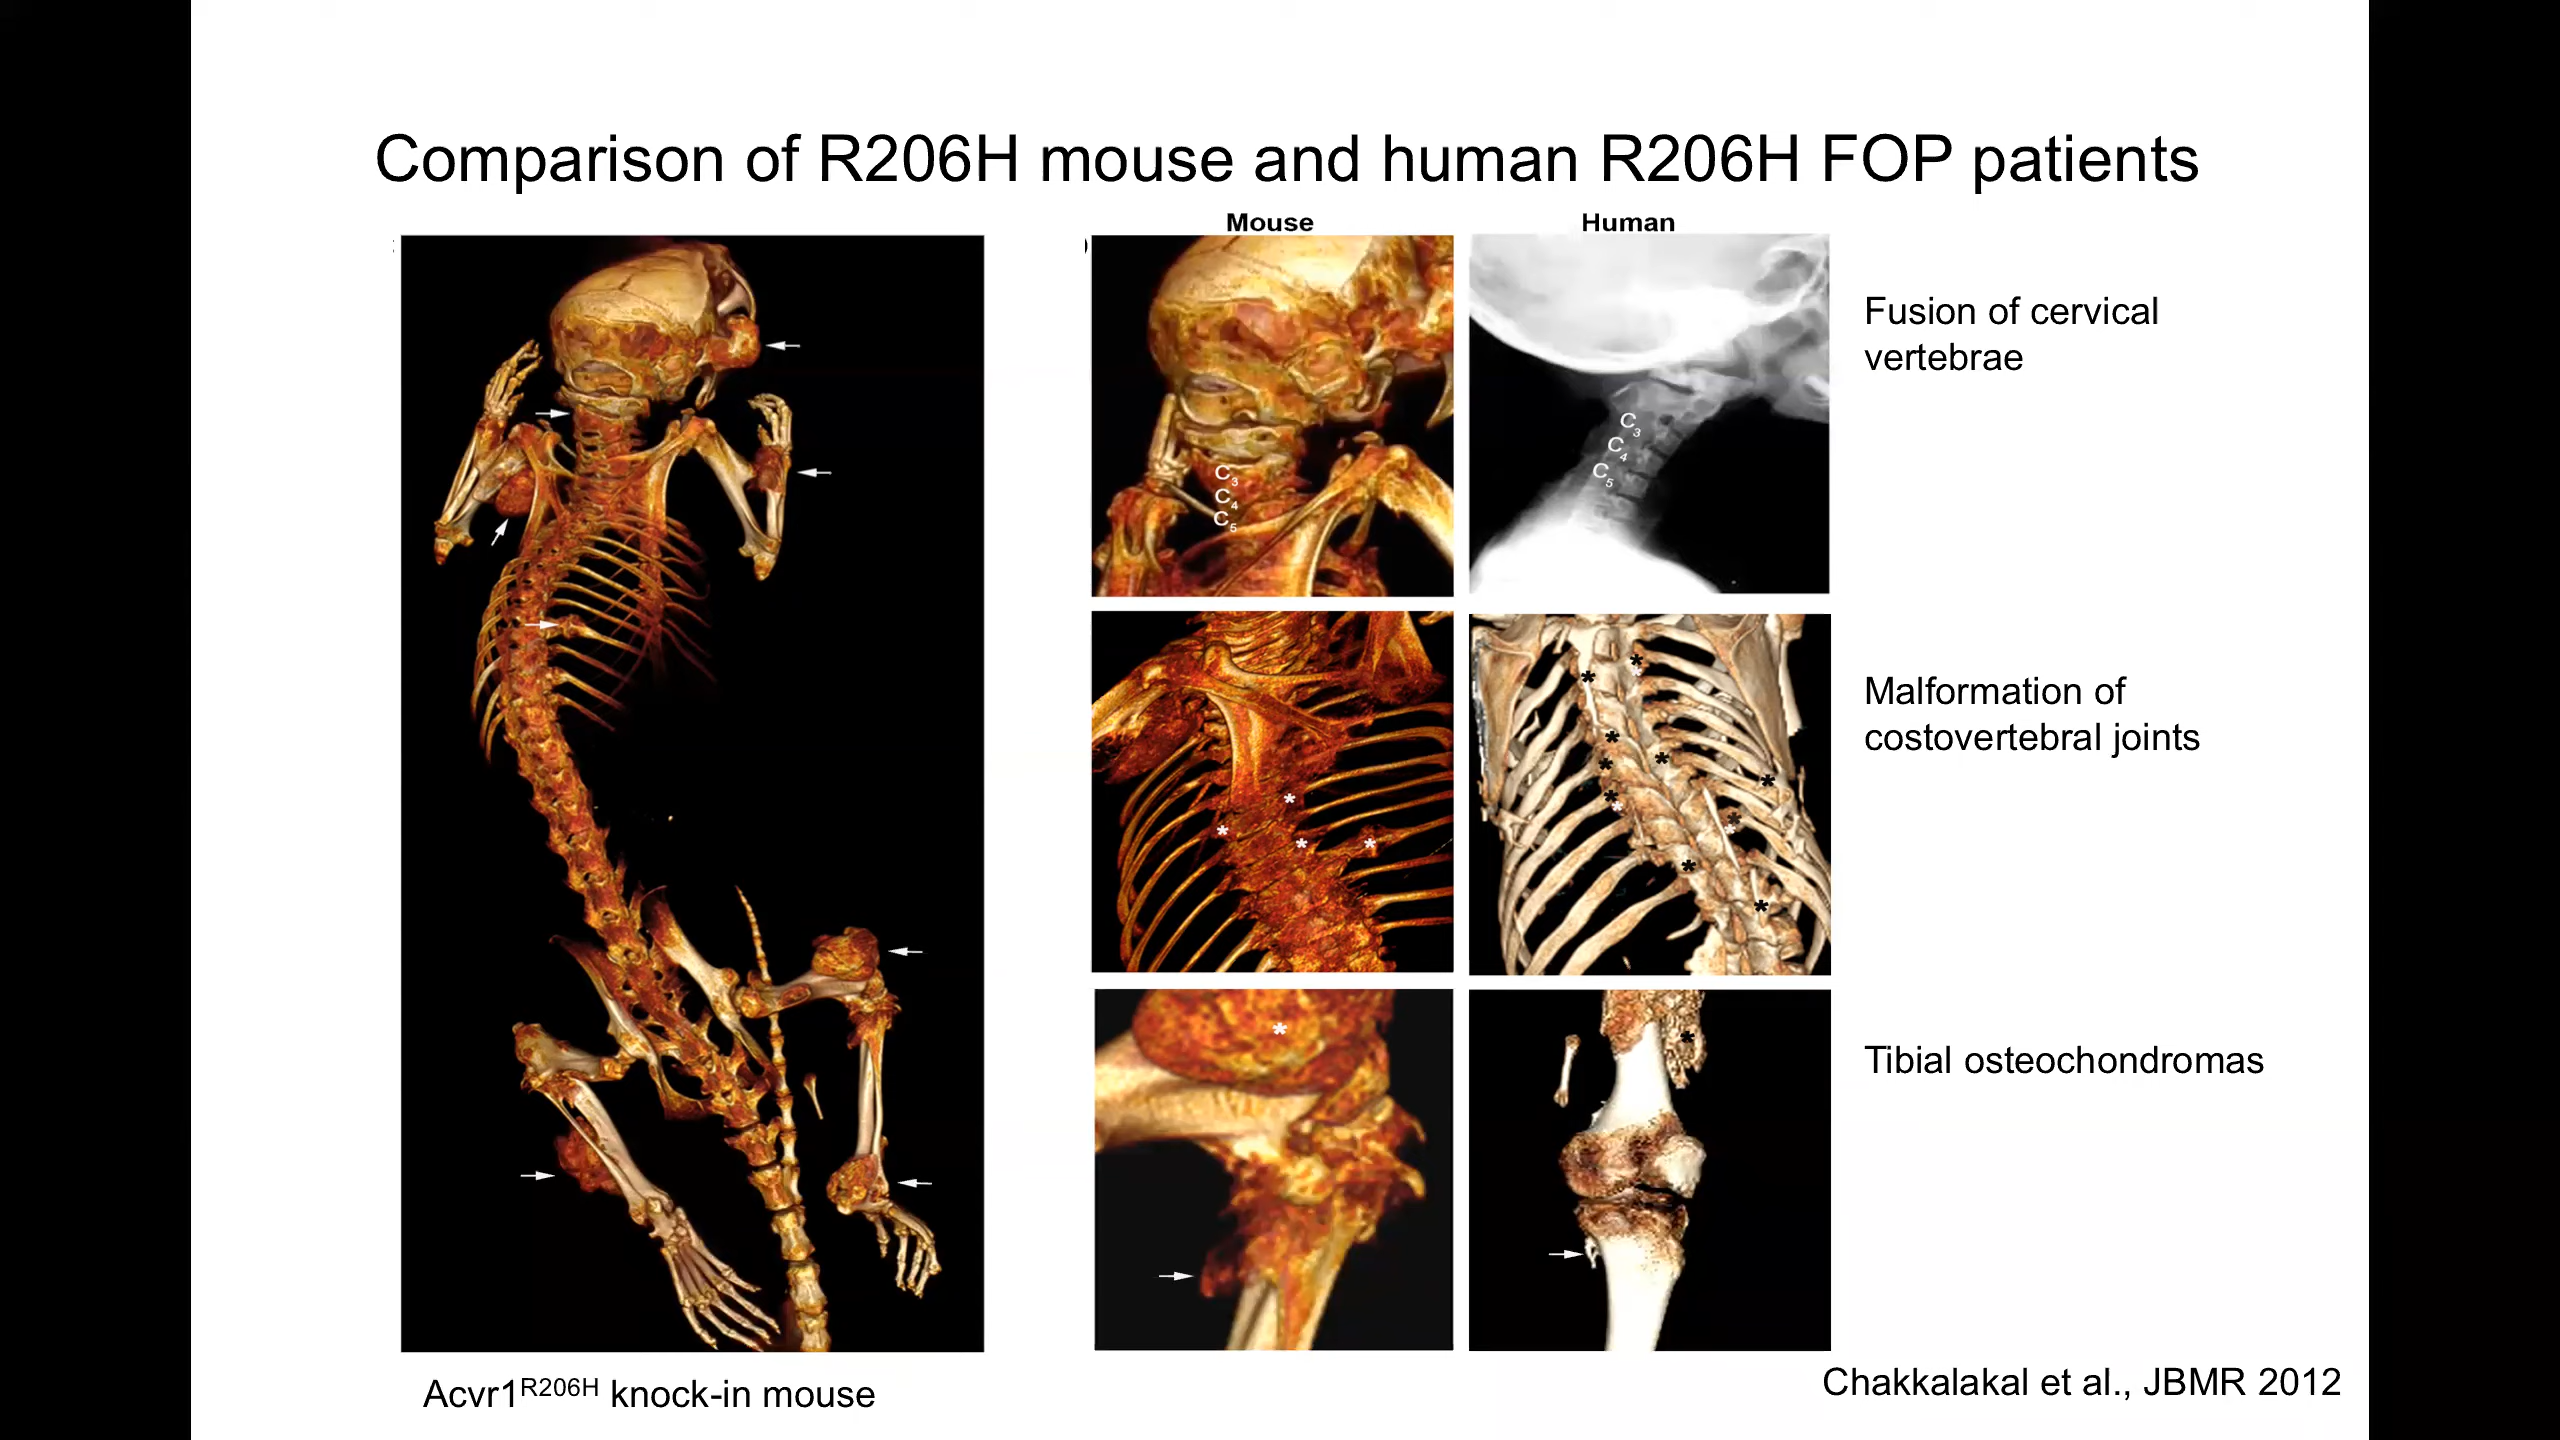 Comparison of R206H mouse and human R206H FOP patients
Mouse
Human
C3
C4
C5
C3
C4
C5
Fusion of cervical
vertebrae
Malformation of
costovertebral joints
Tibial osteochondromas
Acvr1R206H knock-in mouse
Chakkalakal et al., JBMR 2012